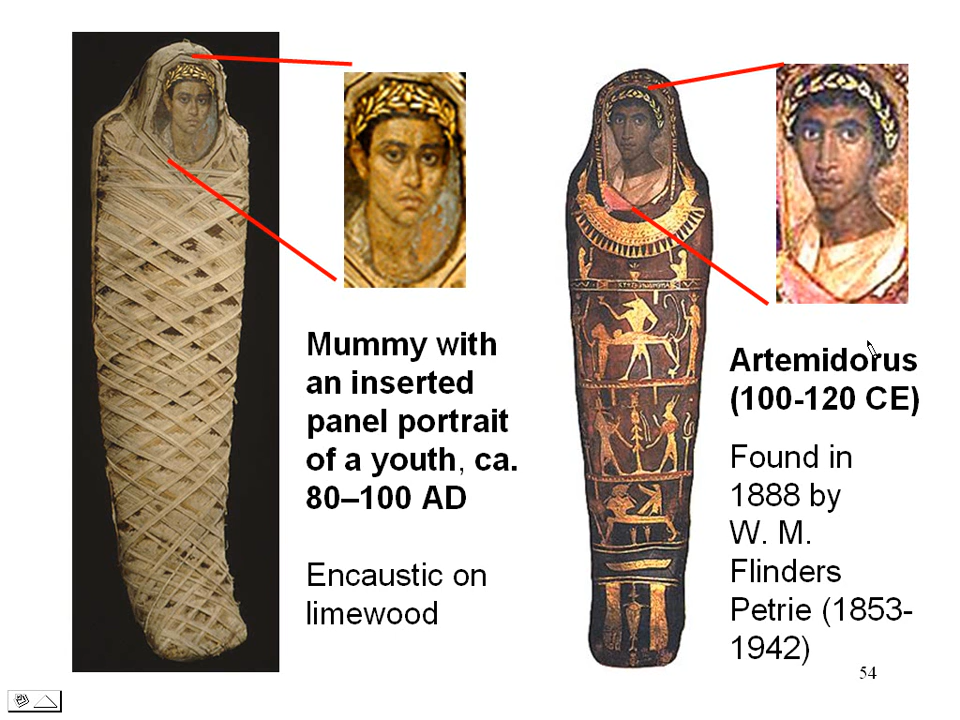 Mummy with
an inserted
panel portrait
of a youth, ca.
80–100 AD
Encaustic on
limewood
Artemidorus
(100-120 CE)
Found in
1888 by
W. M.
Flinders
Petrie (1853-
1942)
54